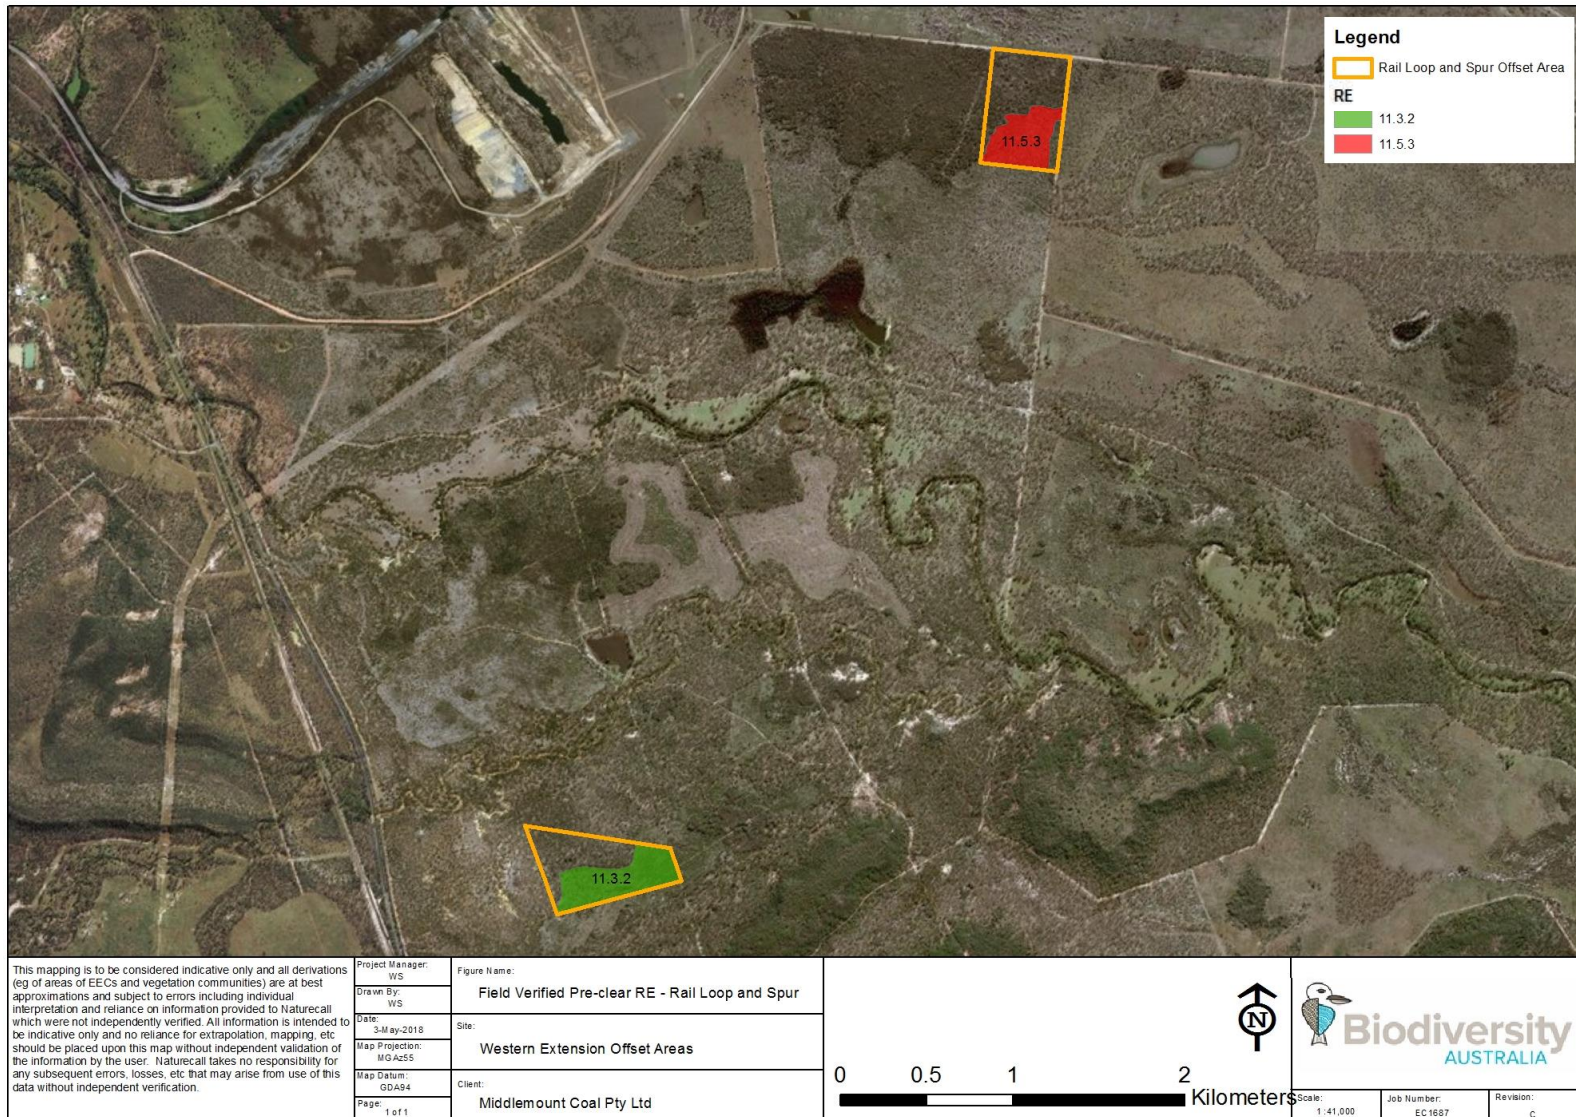 Legend
Rail Loop and Spur Offset Area
RE
11.3.2
11.5.3
11.5.3
11.3.2
This mapping is to be considered indicative only and all derivations
(eg of areas of EECs and vegetation communities) are at best
approximations and subject to errors including individual
interpretation and reliance on information provided to Naturecall
which were not independently verified. All information is intended to
be indicative only and no reliance for extrapolation, mapping, etc
should be placed upon this map without independent validation of
the information by the user. Naturecall takes no responsibility for
any subsequent errors, losses, etc that may arise from use of this
data without independent verification.
Project Manager:
WS
Drawn By:
WS
Date:
3-May-2018
Map Projection:
MGAz55
Map Datum:
GDA94
Page:
1 of 1
Figure Name:
Field Verified Pre-clear RE - Rail Loop and Spur
Site:
Western Extension Offset Areas
Client:
Middlemount Coal Pty Ltd
0 0.5 1 2
Kilometers
N
Biodiversity
AUSTRALIA
Scale:
1:41,000
Job Number:
EC1687
Revision:
C